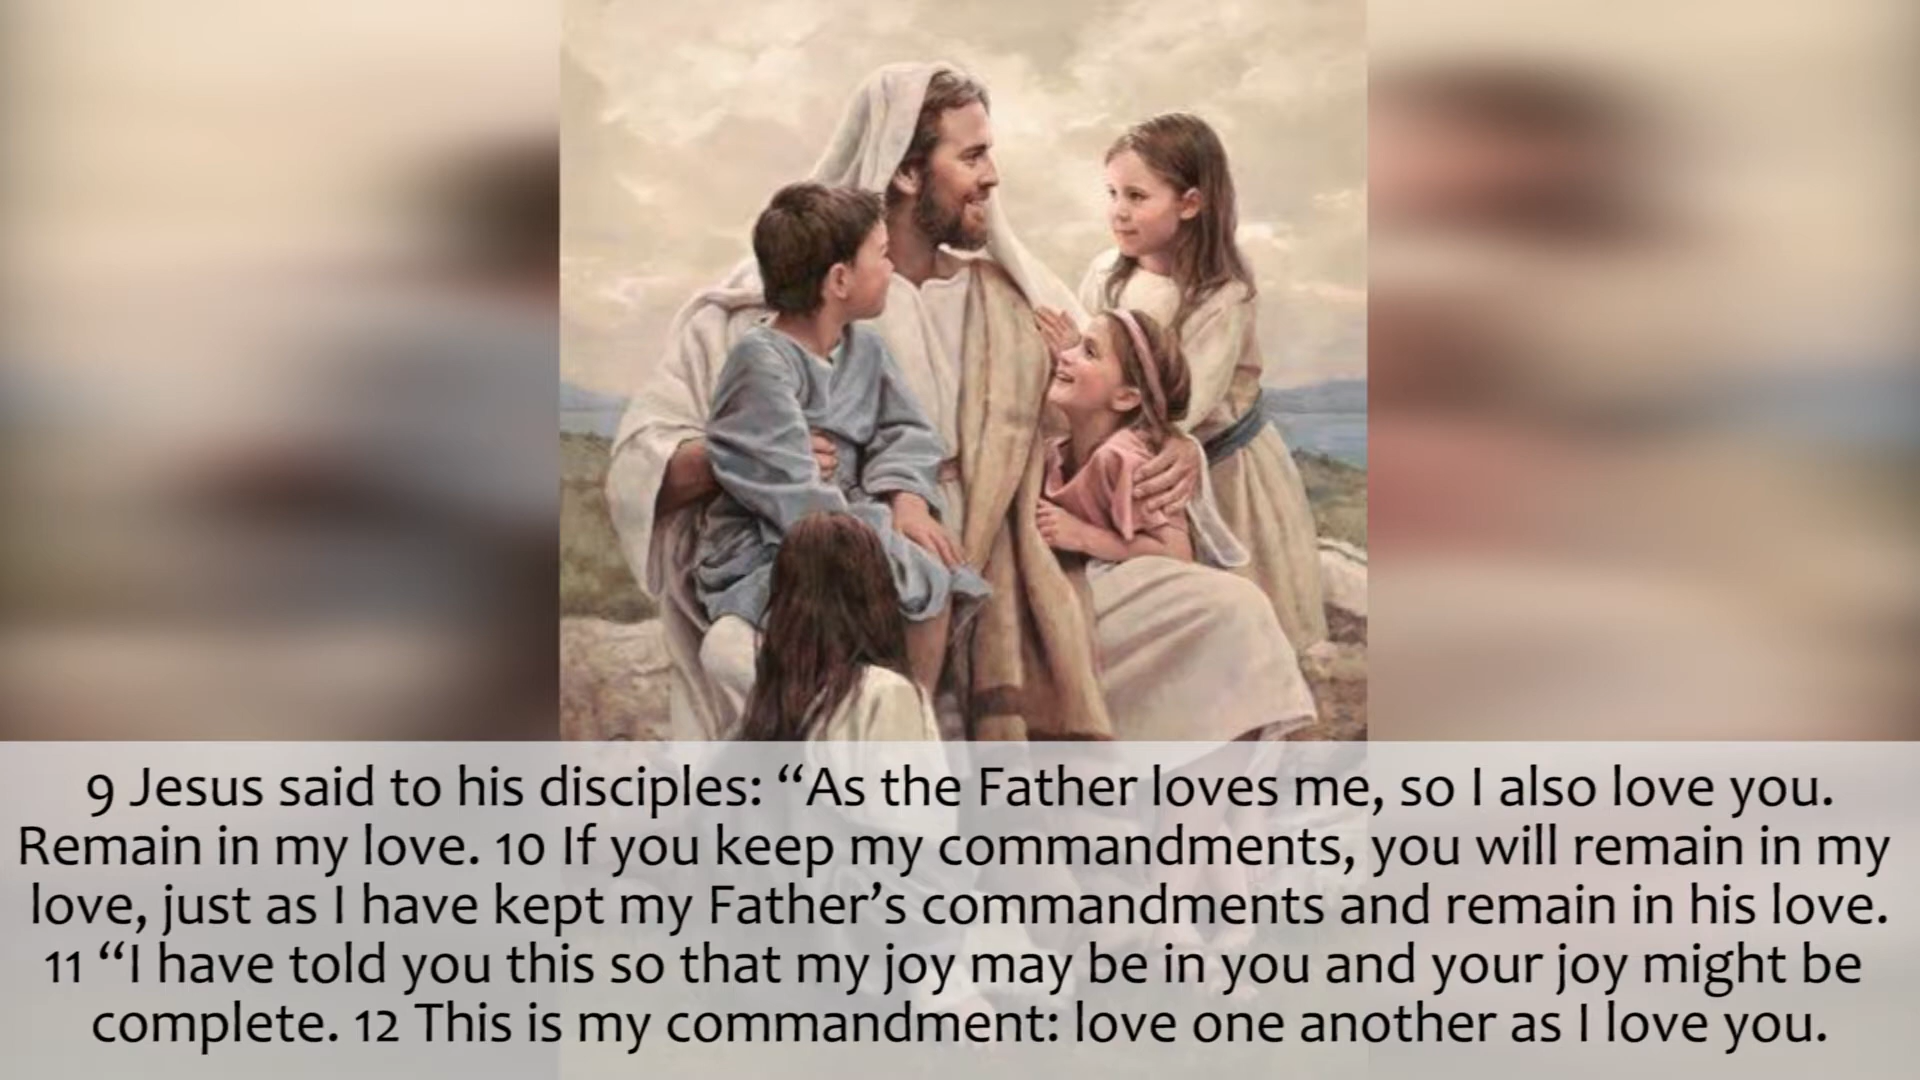 9 Jesus said to his disciples: “As the Father loves me, so I also love you.
Remain in my love. 10 If you keep my commandments, you will remain in my
love, just as I have kept my Father’s commandments and remain in his love.
11 “I have told you this so that my joy may be in you and your joy might be
complete. 12 This is my commandment: love one another as I love you.